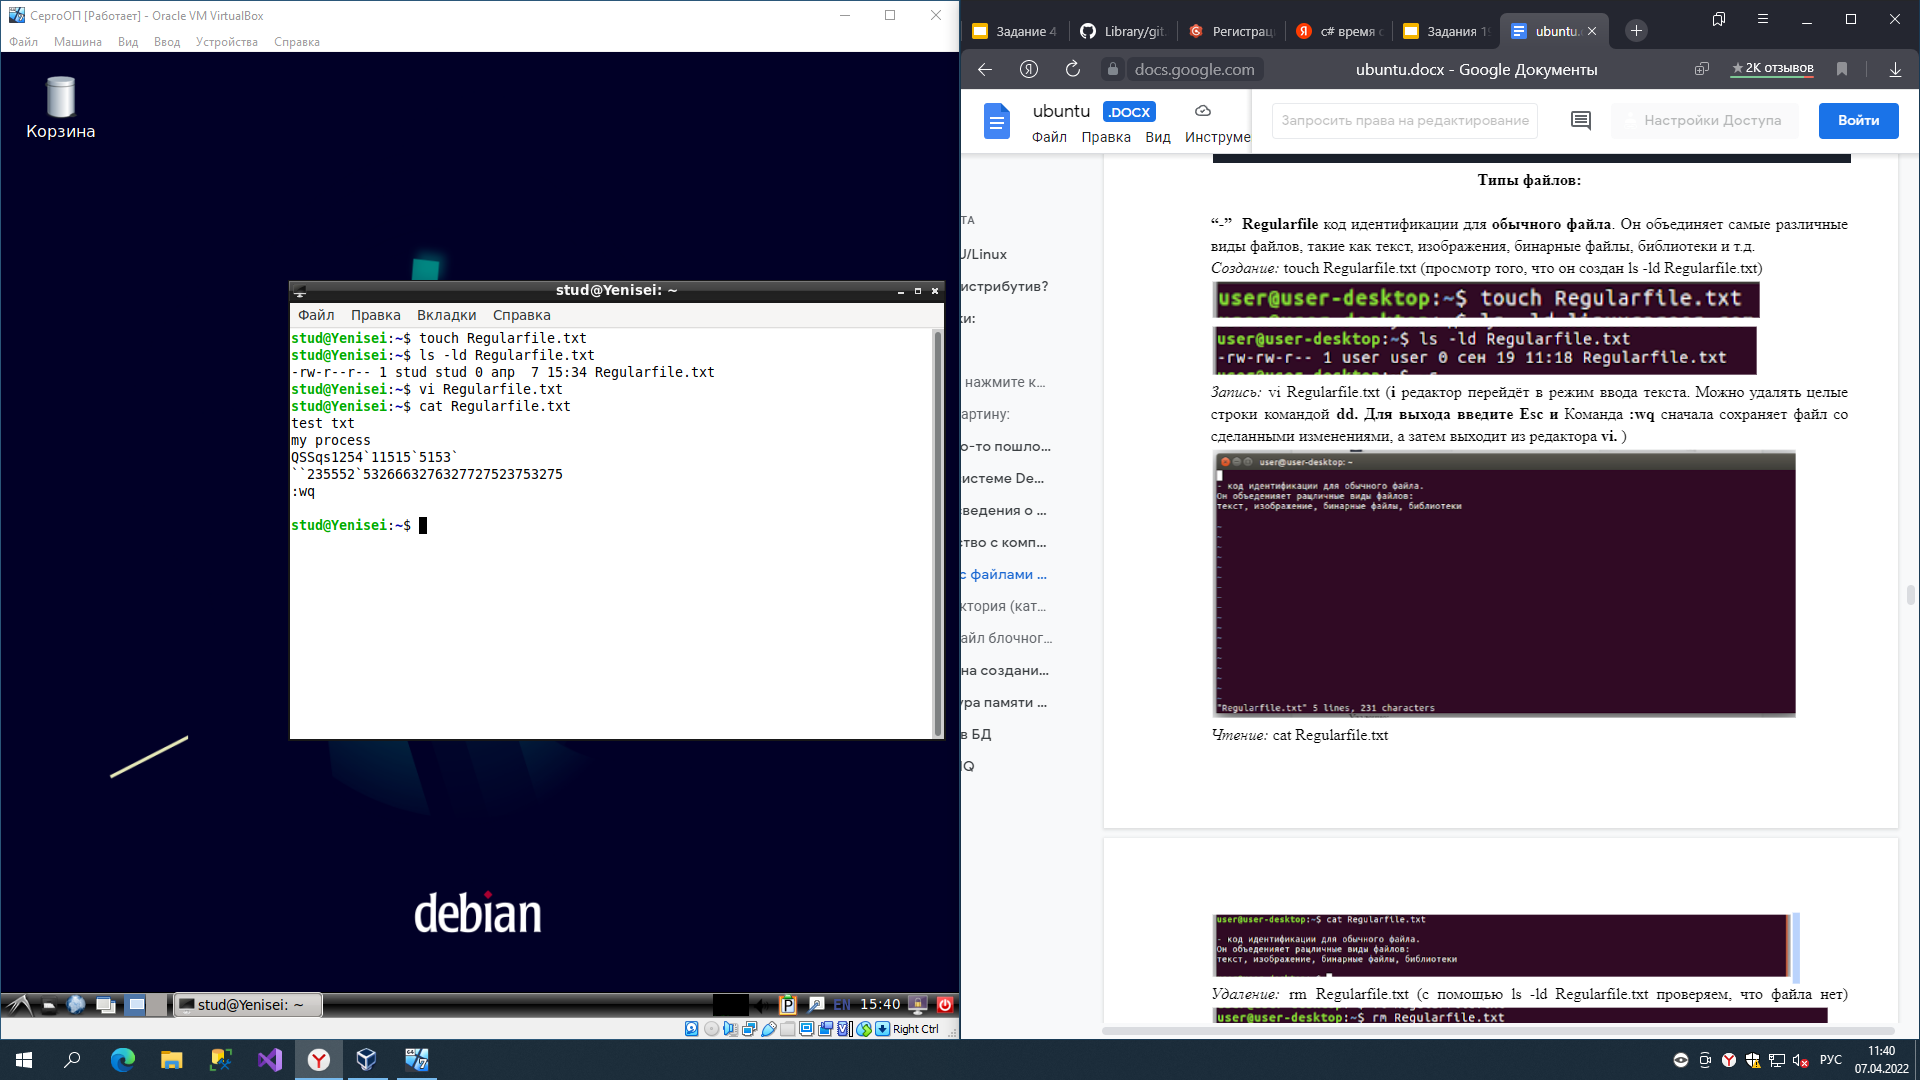 СергоОП [Работает] - Oracle VM VirtualBox
Файл Машина Вид Ввод Устройства Справка
Корзина
stud@Yenisei: ~
Файл Правка Вкладки Справка
stud@Yenisei:~$ touch Regularfile.txt
stud@Yenisei:~$ ls -ld Regularfile.txt
-rw-r--r-- 1 stud stud 0 апр  7 15:34 Regularfile.txt
stud@Yenisei:~$ vi Regularfile.txt
stud@Yenisei:~$ cat Regularfile.txt
test txt
my process
QSSqs1254`11515`5153`
``235552`5326663276327727523753275
:wq
stud@Yenisei:~$
debian
stud@Yenisei: ~
EN 15:40
Right Ctrl
Задание 4
Library/git.
Регистрац
c# время с
Задания 15
ubuntu.
docs.google.com
ubuntu.docx - Google Документы
2K отзывов
ubuntu .DOCX
Файл Правка Вид Инструме
Запросить права на редактирование
Настройки Доступа
Войти
ТА
J/Linux
истрибутив?
ки:
нажмите к...
артину:
о-то пошло...
истеме De...
сведения о ...
ство с комп...
с файлами ...
ктория (кат...
айл блочног...
на создани...
ура памяти ...
в БД
IQ
Типы файлов:
“-” Regularfile код идентификации для обычного файла. Он объединяет самые различные
виды файлов, такие как текст, изображения, бинарные файлы, библиотеки и т.д.
Создание: touch Regularfile.txt (просмотр того, что он создан ls -ld Regularfile.txt)
user@user-desktop:~$ touch Regularfile.txt
user@user-desktop:~$ ls -ld Regularfile.txt
-rw-rw-r-- 1 user user 0 сен 19 11:18 Regularfile.txt
Запись: vi Regularfile.txt (i редактор перейдёт в режим ввода текста. Можно удалять целые
строки командой dd. Для выхода введите Esc и Команда :wq сначала сохраняет файл со
сделанными изменениями, а затем выходит из редактора vi. )
user@user-desktop: ~
- код идентификации для обычного файла.
Он объеденияет ращличные виды файлов:
текст, изображение, бинарные файлы, библиотеки
"Regularfile.txt" 5 lines, 231 characters
Чтение: cat Regularfile.txt
user@user-desktop:~$ cat Regularfile.txt
- код идентификации для обычного файла.
Он объеденияет ращличные виды файлов:
текст, изображение, бинарные файлы, библиотеки
Удаление: rm Regularfile.txt (с помощью ls -ld Regularfile.txt проверяем, что файла нет)
user@user-desktop:~$ rm Regularfile.txt
РУС
11:40
07.04.2022